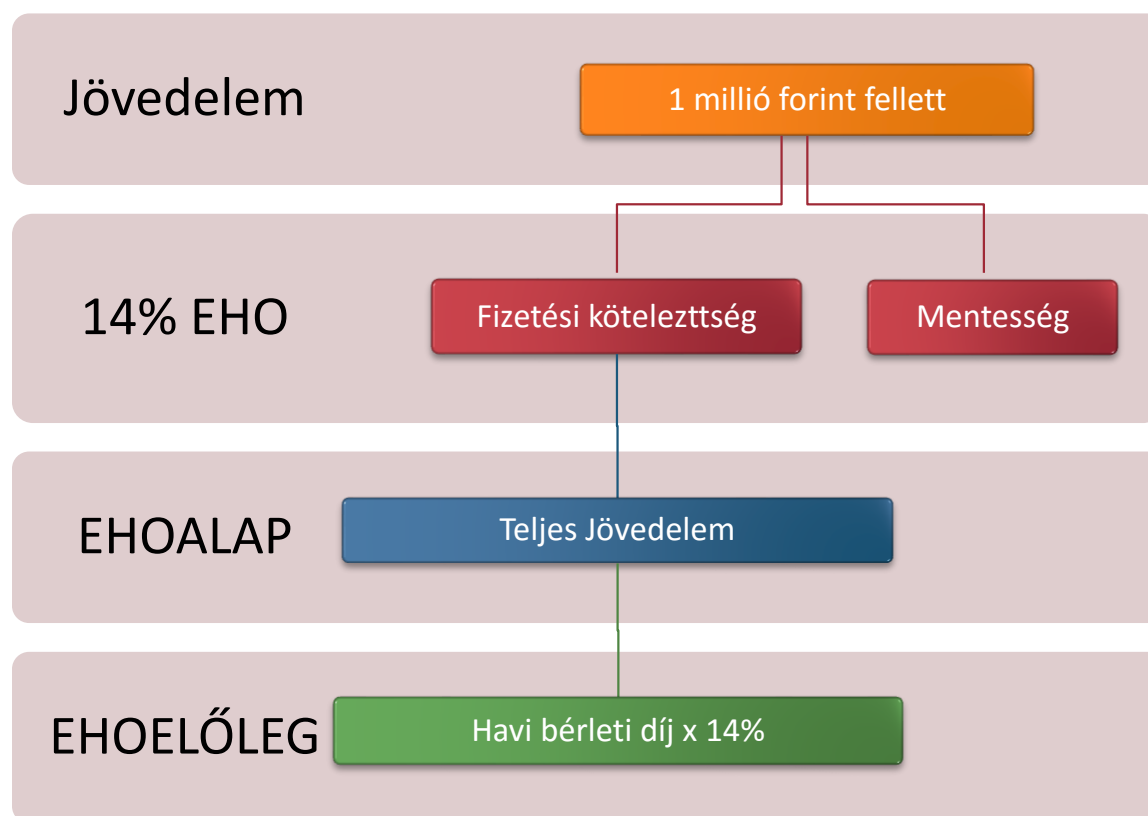 Jövedelem
1 millió forint fellett
14% EHO
Fizetési kötelezttség
Mentesség
EHOALAP
Teljes Jövedelem
EHOELŐLEG
Havi bérleti díj x 14%